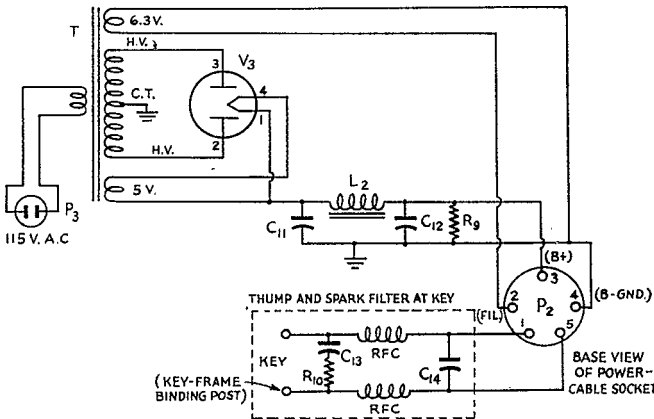 T
6.3 V.
H.V.
V3
3
4
C.T.
1
2
H.V.
5 V.
P3
115 V. A.C
L2
C11
C12
R9
(B+)
3
2
P2
4
(B-GND.)
(FIL)
1
5
THUMP AND SPARK FILTER AT KEY
KEY
C13
RFC
R10
C14
RFC
(KEY-FRAME
BINDING POST)
BASE VIEW
OF POWER-
CABLE SOCKET